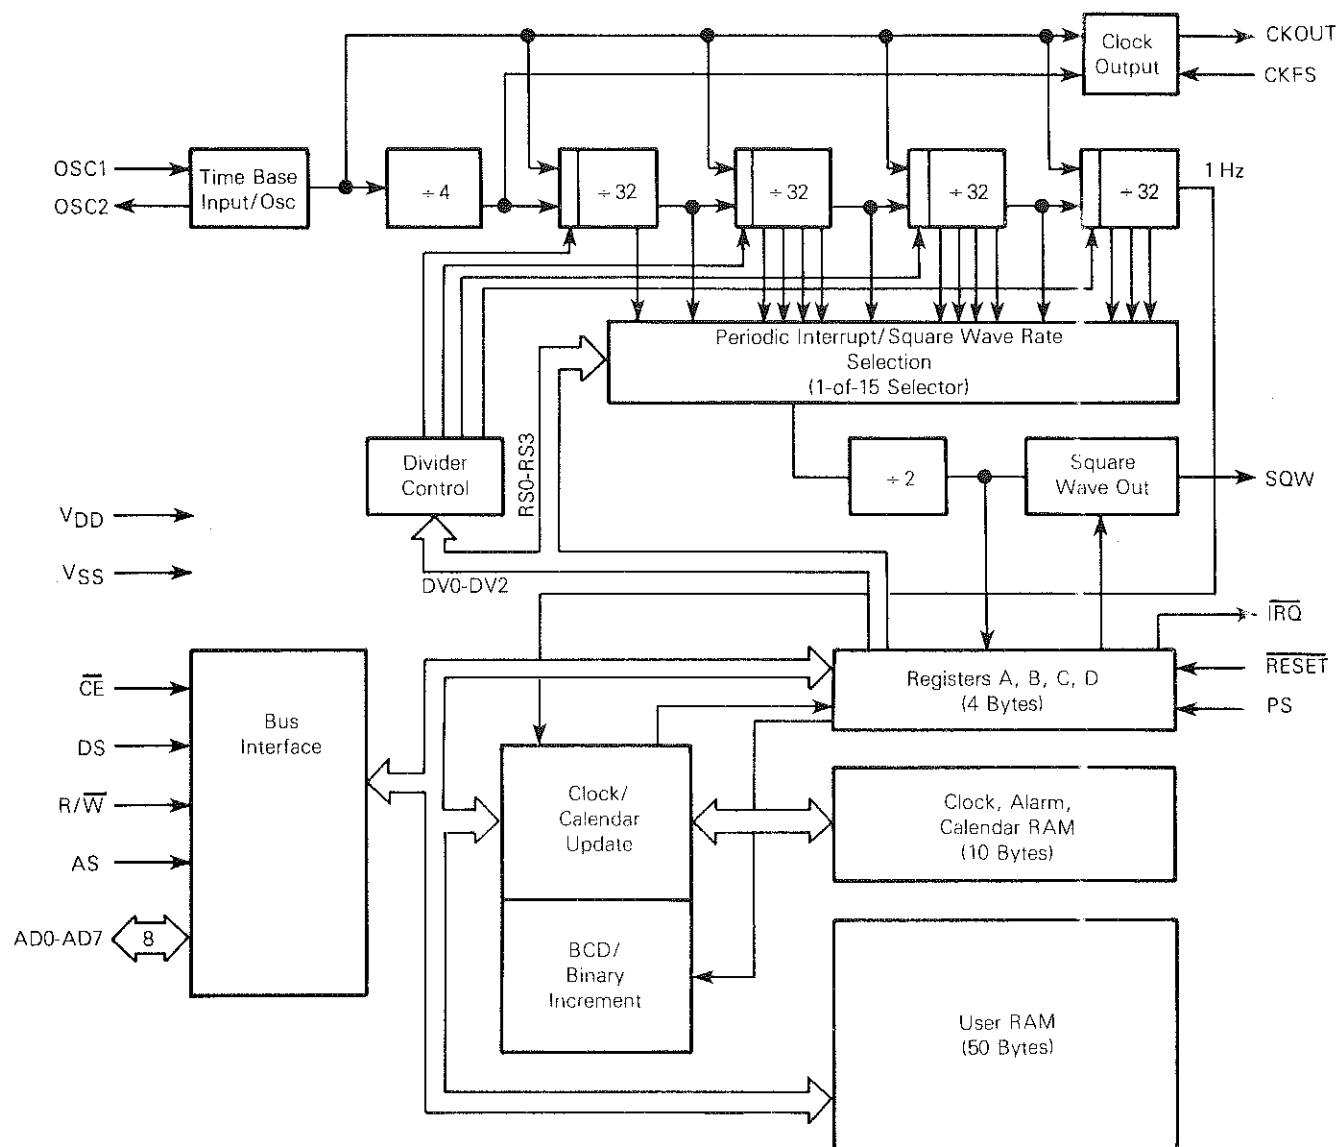 Clock
Output
CKOUT
CKFS
OSC1
OSC2
Time Base
Input/Osc
÷4
÷32
÷32
÷32
÷32
1 Hz
Periodic Interrupt/Square Wave Rate
Selection
(1-of-15 Selector)
Divider
Control
RS0-RS3
÷2
Square
Wave Out
SQW
VDD
VSS
DV0-DV2
IRQ
RESET
PS
Registers A, B, C, D
(4 Bytes)
CE
DS
R/W
AS
AD0-AD7
8
Bus
Interface
Clock/
Calendar
Update
Clock, Alarm,
Calendar RAM
(10 Bytes)
BCD/
Binary
Increment
User RAM
(50 Bytes)